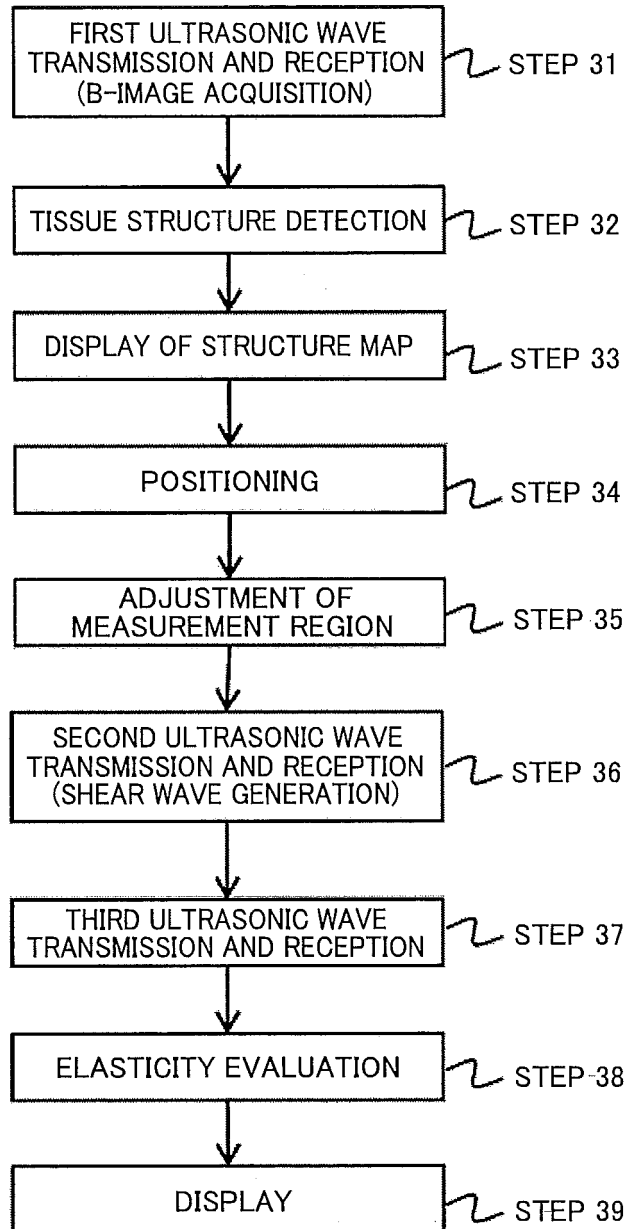 FIRST ULTRASONIC WAVE
TRANSMISSION AND RECEPTION
(B-IMAGE ACQUISITION)
STEP 31
TISSUE STRUCTURE DETECTION
STEP 32
DISPLAY OF STRUCTURE MAP
STEP 33
POSITIONING
STEP 34
ADJUSTMENT OF
MEASUREMENT REGION
STEP 35
SECOND ULTRASONIC WAVE
TRANSMISSION AND RECEPTION
(SHEAR WAVE GENERATION)
STEP 36
THIRD ULTRASONIC WAVE
TRANSMISSION AND RECEPTION
STEP 37
ELASTICITY EVALUATION
STEP 38
DISPLAY
STEP 39